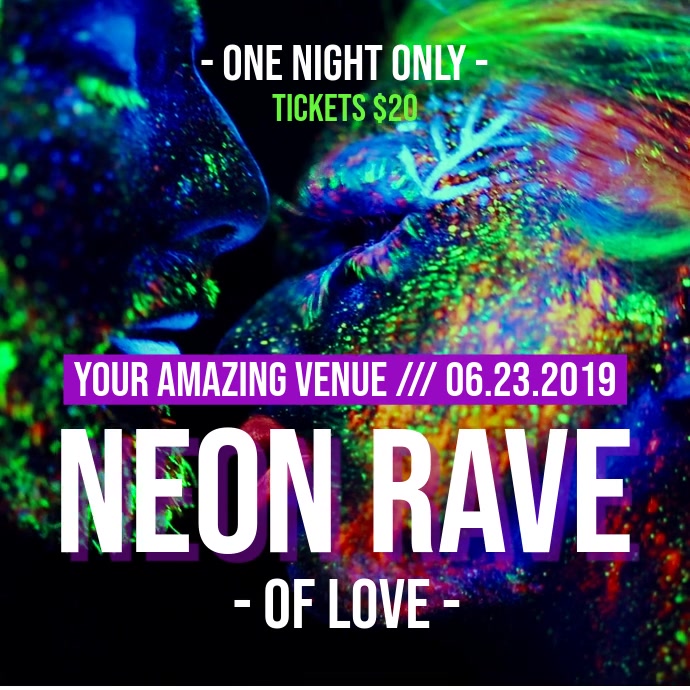 - ONE NIGHT ONLY -
TICKETS $20
YOUR AMAZING VENUE /// 06.23.2019
NEON RAVE
- OF LOVE -